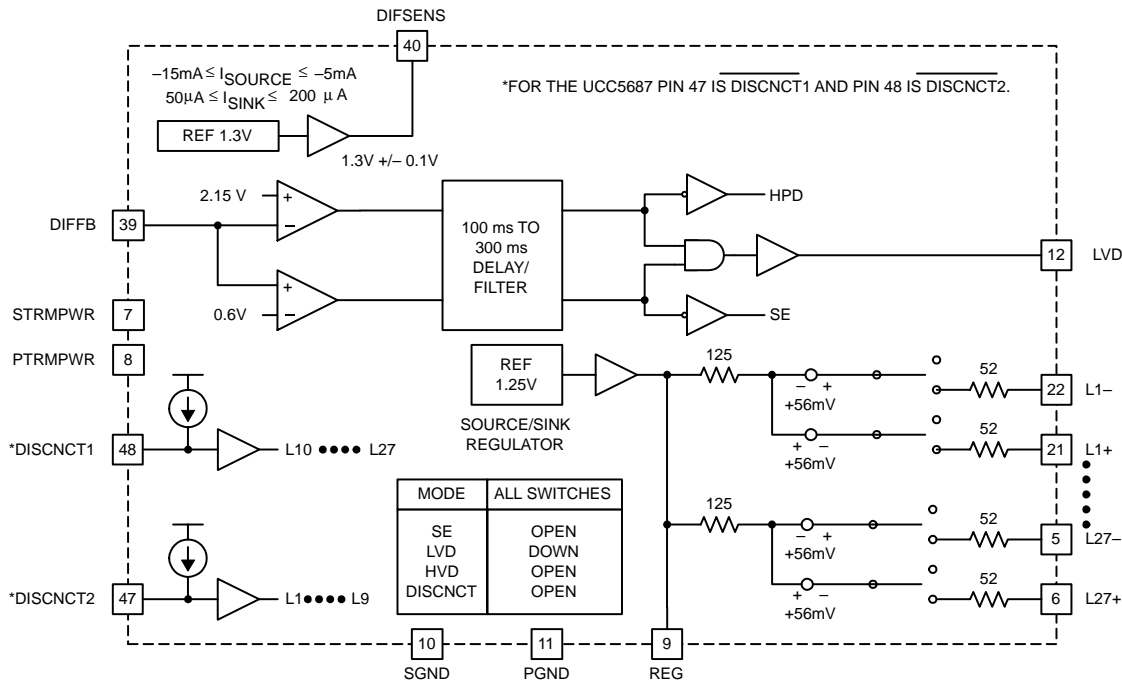 DIFSENS
40
–15mA ≤ ISOURCE ≤ –5mA
50μA ≤ ISINK ≤ 200 μ A
*FOR THE UCC5687 PIN 47 IS DISCNCT1 AND PIN 48 IS DISCNCT2.
REF 1.3V
1.3V +/– 0.1V
2.15 V
+
–
HPD
DIFFB
39
100 ms TO
300 ms
DELAY/
FILTER
12
LVD
+
–
0.6V
SE
STRMPWR
7
PTRMPWR
8
REF
1.25V
SOURCE/SINK
REGULATOR
125
– +
+56mV
52
22
L1–
+ –
+56mV
52
21
L1+
*DISCNCT1
48
L10
L27
MODE
ALL SWITCHES
SE
OPEN
LVD
DOWN
HVD
OPEN
DISCNCT
OPEN
125
– +
+56mV
52
5
L27–
+ –
+56mV
52
6
L27+
*DISCNCT2
47
L1
L9
10
SGND
11
PGND
9
REG